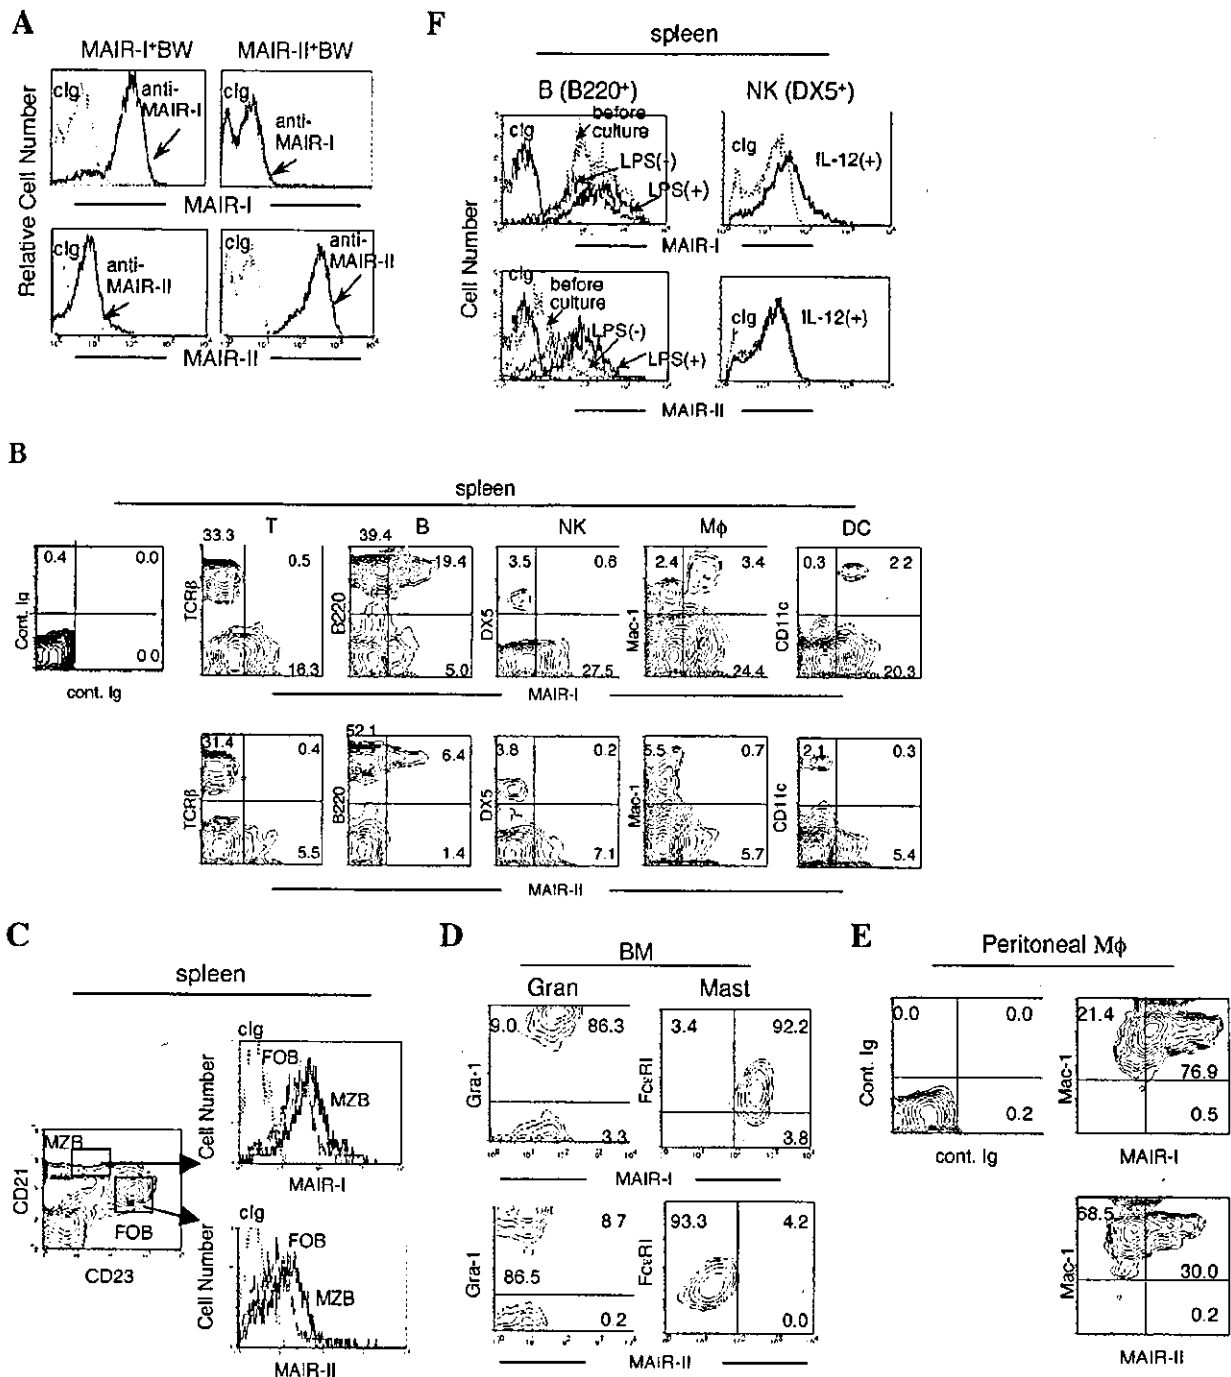 A
MAIR-I+BW
MAIR-II+BW
cIg
anti-
MAIR-I
cIg
anti-
MAIR-I
Relative Cell Number
MAIR-I
cIg
anti-
MAIR-II
cIg
anti-
MAIR-II
MAIR-II
F
spleen
B (B220+)
NK (DX5+)
cIg
before
culture
LPS(-)
LPS(+)
cIg
IL-12(+)
Cell Number
MAIR-I
cIg
before
culture
LPS(-)
LPS(+)
cIg
IL-12(+)
MAIR-II
B
spleen
T
B
NK
Mφ
DC
Cont. Ig
0.4
0.0
0 0
cont. Ig
TCRβ
33.3
0.5
16.3
B220
39.4
19.4
5.0
DX5
3.5
0.6
27.5
Mac-1
2.4
3.4
24.4
CD11c
0.3
2 2
20.3
MAIR-I
TCRβ
31.4
0.4
5.5
B220
52.1
6.4
1.4
DX5
3.8
0.2
7.1
Mac-1
5.5
0.7
5.7
CD11c
2.1
0.3
5.4
MAIR-II
C
spleen
CD21
MZB
FOB
CD23
Cell Number
cIg
FOB
MZB
MAIR-I
Cell Number
cIg
FOB
MZB
MAIR-II
D
BM
Gran
Mast
Gra-1
9.0
86.3
3.3
FcεRI
3.4
92.2
3.8
MAIR-I
Gra-1
8 7
86.5
0.2
FcεRI
93.3
4.2
0.0
MAIR-II
E
Peritoneal Mφ
Cont. Ig
0.0
0.0
0.2
cont. Ig
Mac-1
21.4
76.9
0.5
MAIR-I
Mac-1
68.5
30.0
0.2
MAIR-II